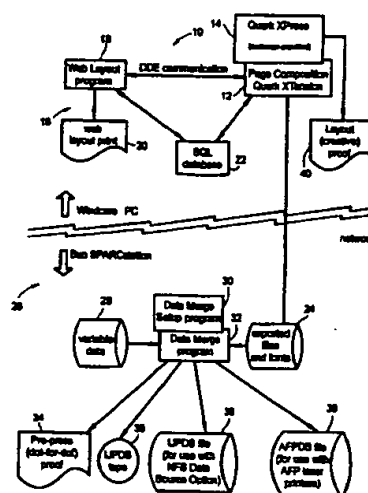 14
10
Quark XPress
18
Web Layout
program
DDE communication
Page Composition
Quark XTension
12
16
web
layout print
20
SQL
database
22
Layout
(creative)
proof
40
Windows PC
network
Sun SPARCstation
26
28
variable
data
30
Data Merge
Setup program
32
Data Merge
program
24
exported
files
and fonts
34
Pre-press
(dot-for-dot)
proof
36
IJPDS
tape
38
IJPDS file
(for use with
NFS Data
Source Option)
38
AFPDS file
(for use with
AFP laser
printers)